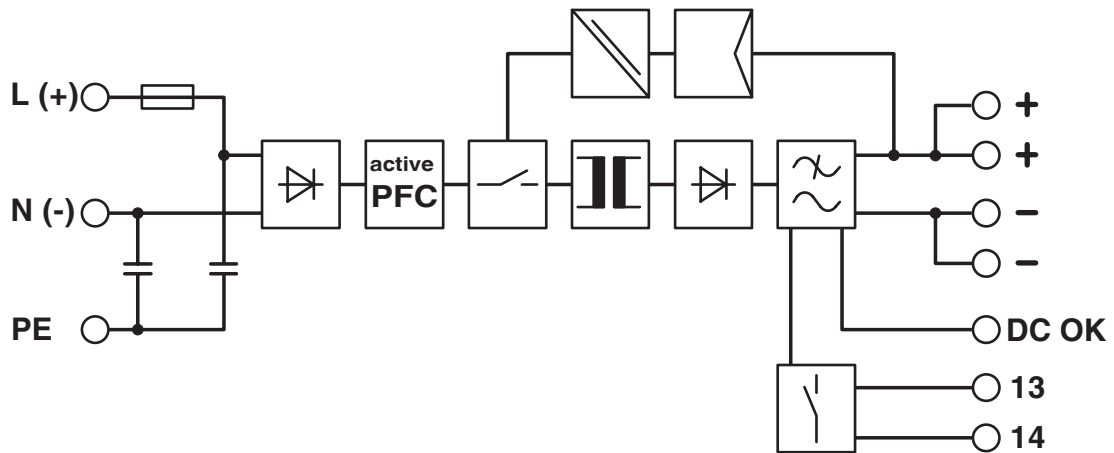 L (+)
N (-)
PE
active
PFC
+
+
–
–
DC OK
13
14